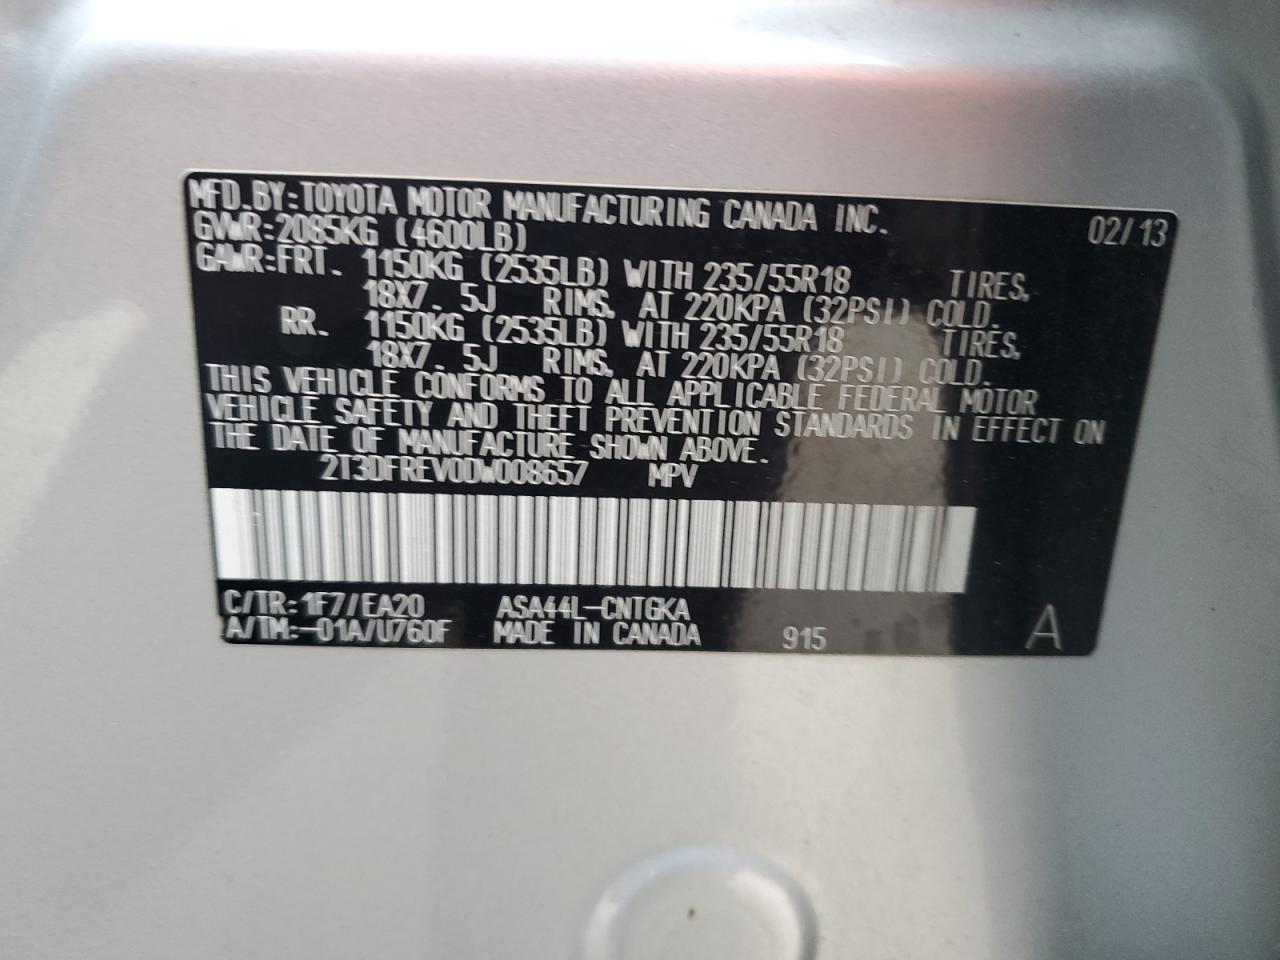 MFD. BY: TOYOTA MOTOR MANUFACTURING CANADA INC. 02/13
GVWR: 2085KG (4600LB)
GAWR: FRT. 1150KG (2535LB) WITH 235/55R18 TIRES,
18X7. 5J RIMS, AT 220KPA (32PSI) COLD.
RR. 1150KG (2535LB) WITH 235/55R18 TIRES,
18X7. 5J RIMS, AT 220KPA (32PSI) COLD.
THIS VEHICLE CONFORMS TO ALL APPLICABLE FEDERAL MOTOR
VEHICLE SAFETY AND THEFT PREVENTION STANDARDS IN EFFECT ON
THE DATE OF MANUFACTURE SHOWN ABOVE.
2T3DFREV0DW008657 MPV
C/TR: 1F7/EA20 ASA44L-CNTGKA
A/TM: -01A/U760F MADE IN CANADA 915 A